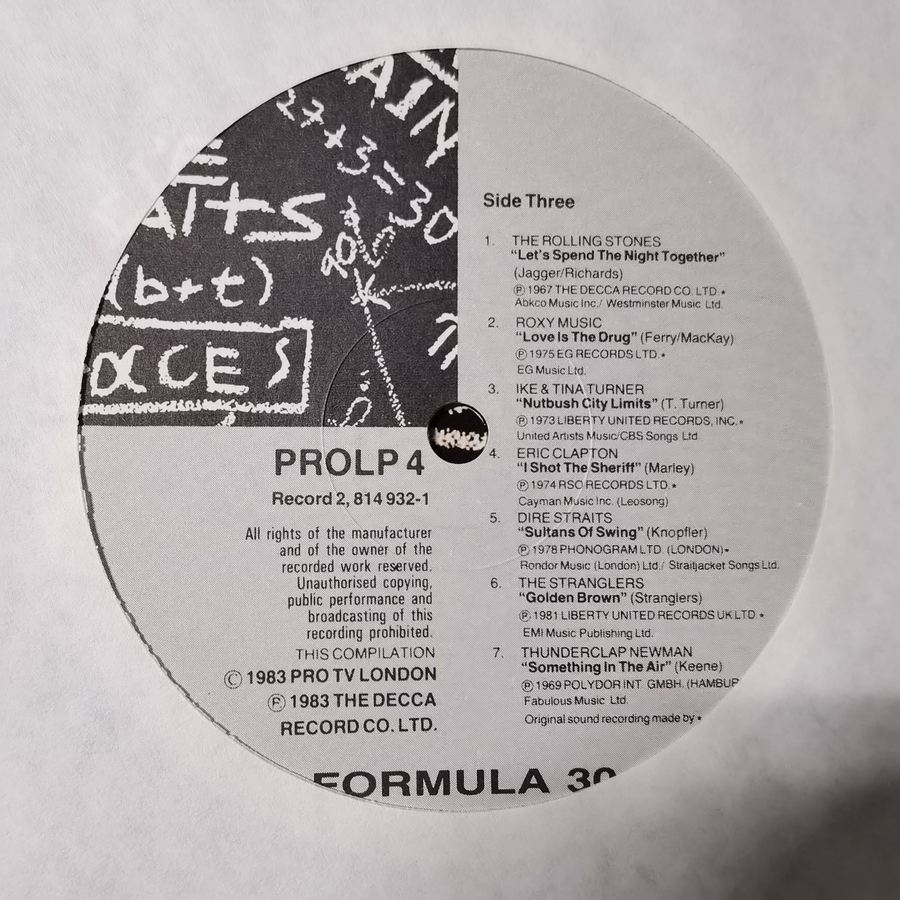 AIN
27+3=30
AI+S
90
(b+t)
αCES
π
Side Three
1. THE ROLLING STONES
"Let's Spend The Night Together"
(Jagger/Richards)
Ⓟ 1967 THE DECCA RECORD CO. LTD.*
Abkco Music Inc./ Westminster Music Ltd.
2. ROXY MUSIC
"Love Is The Drug" (Ferry/MacKay)
Ⓟ 1975 EG RECORDS LTD.*
EG Music Ltd.
3. IKE & TINA TURNER
"Nutbush City Limits" (T. Turner)
Ⓟ 1973 LIBERTY UNITED RECORDS, INC.*
United Artists Music/CBS Songs Ltd
4. ERIC CLAPTON
"I Shot The Sheriff" (Marley)
Ⓟ 1974 RSO RECORDS LTD.*
Cayman Music Inc. (Leosong)
5. DIRE STRAITS
"Sultans Of Swing" (Knopfler)
Ⓟ 1978 PHONOGRAM LTD. (LONDON)*
Rondor Music (London) Ltd./ Straitjacket Songs Ltd.
6. THE STRANGLERS
"Golden Brown" (Stranglers)
Ⓟ 1981 LIBERTY UNITED RECORDS UK LTD.*
EMI Music Publishing Ltd.
7. THUNDERCLAP NEWMAN
"Something In The Air" (Keene)
Ⓟ 1969 POLYDOR INT. GMBH. (HAMBUR
Fabulous Music Ltd.
Original sound recording made by *
PROLP 4
Record 2, 814 932-1
All rights of the manufacturer
and of the owner of the
recorded work reserved.
Unauthorised copying,
public performance and
broadcasting of this
recording prohibited.
THIS COMPILATION
© 1983 PRO TV LONDON
Ⓟ 1983 THE DECCA
RECORD CO. LTD.
FORMULA 30